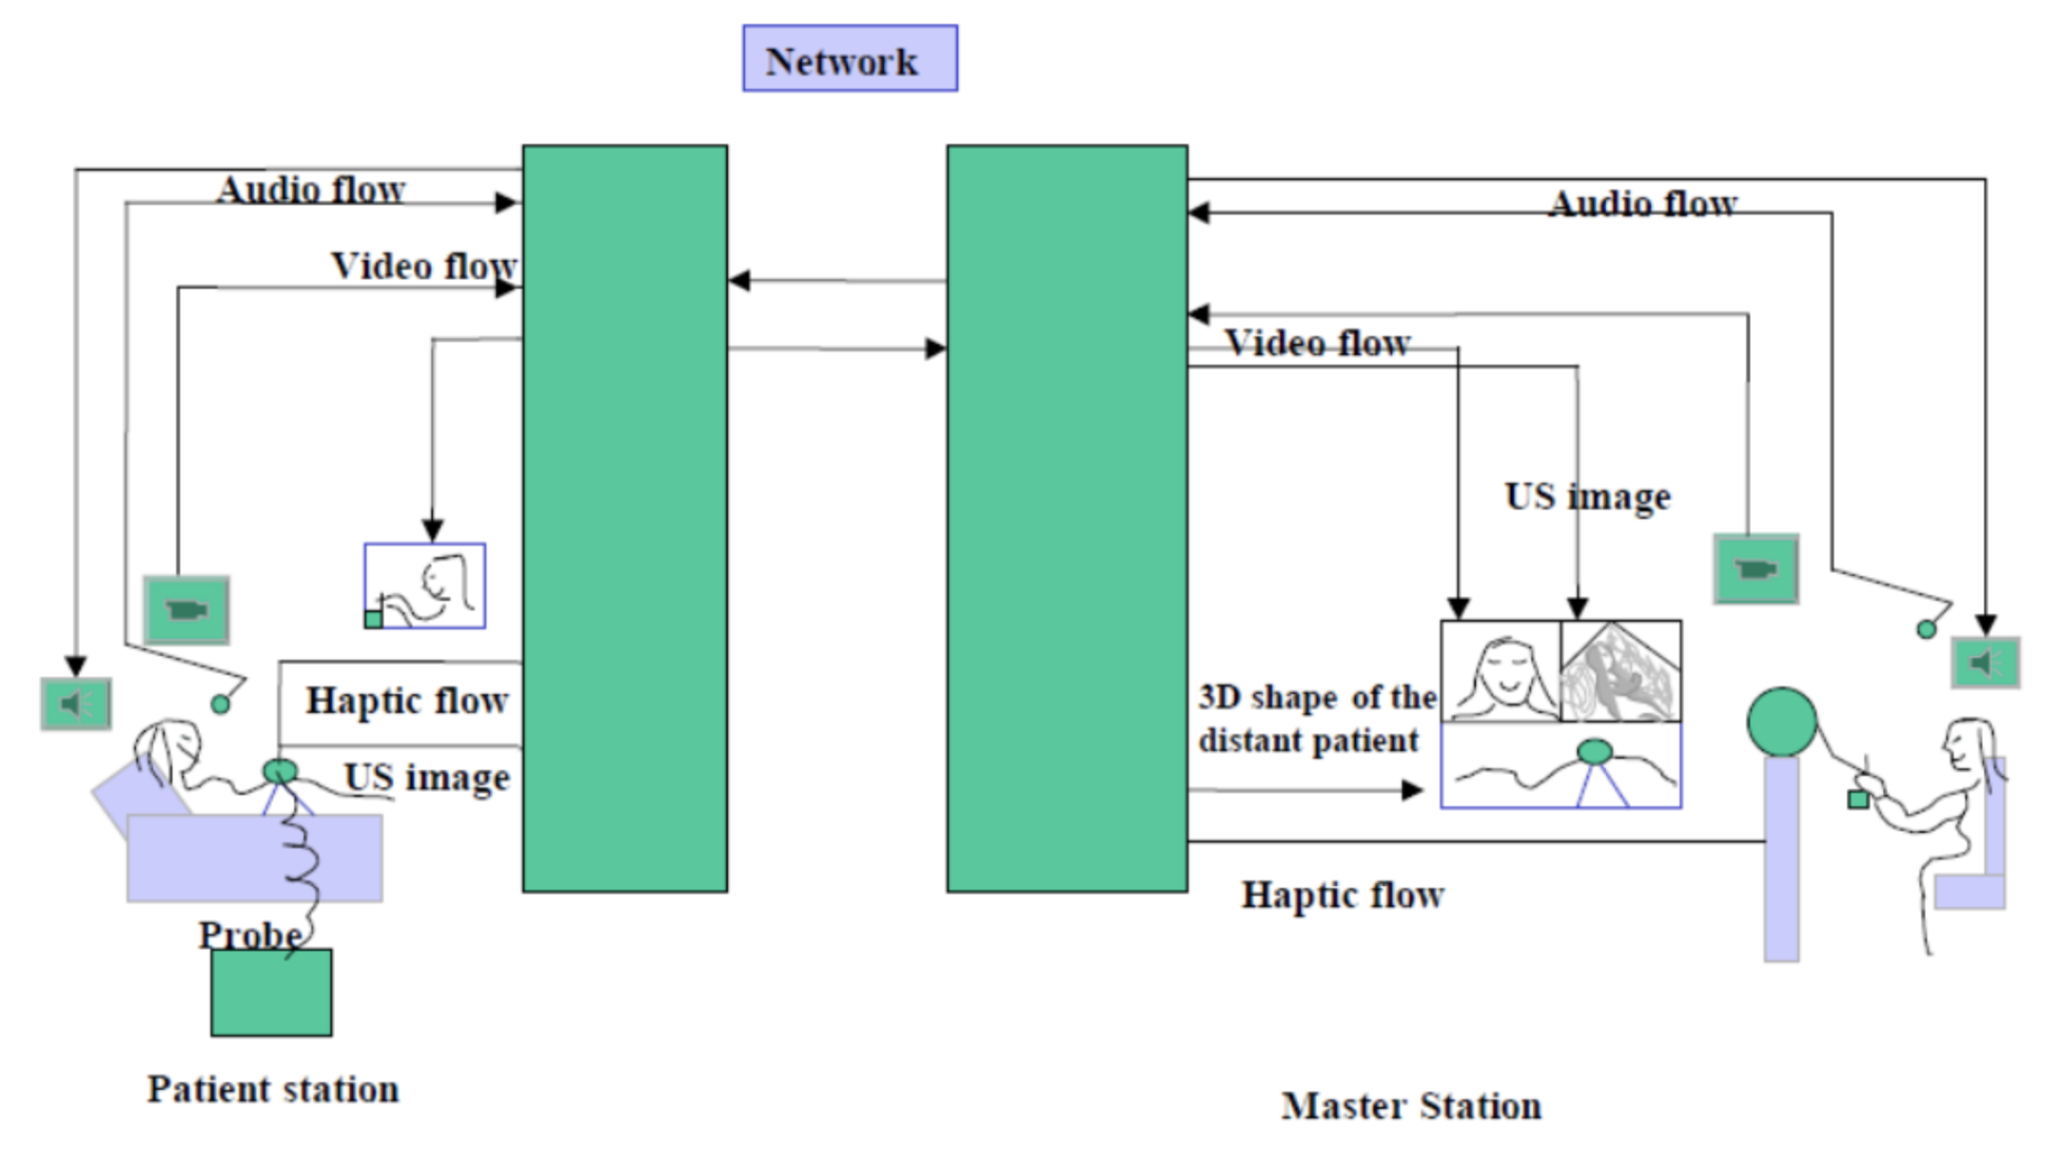 Network
Audio flow
Video flow
Haptic flow
US image
Probe
Patient station
Audio flow
Video flow
US image
3D shape of the
distant patient
Haptic flow
Master Station